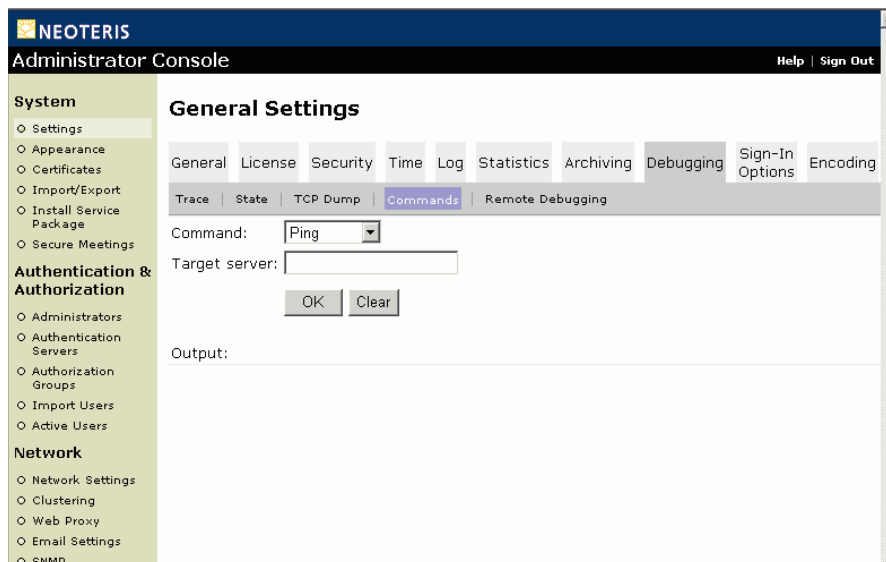 NEOTERIS
Administrator Console
Help | Sign Out
System
Settings
Appearance
Certificates
Import/Export
Install Service
Package
Secure Meetings
Authentication &
Authorization
Administrators
Authentication
Servers
Authorization
Groups
Import Users
Active Users
Network
Network Settings
Clustering
Web Proxy
Email Settings
SNMP
General Settings
General License Security Time Log Statistics Archiving Debugging Sign-In Options Encoding
Trace | State | TCP Dump | Commands | Remote Debugging
Command: Ping
Target server:
OK Clear
Output: